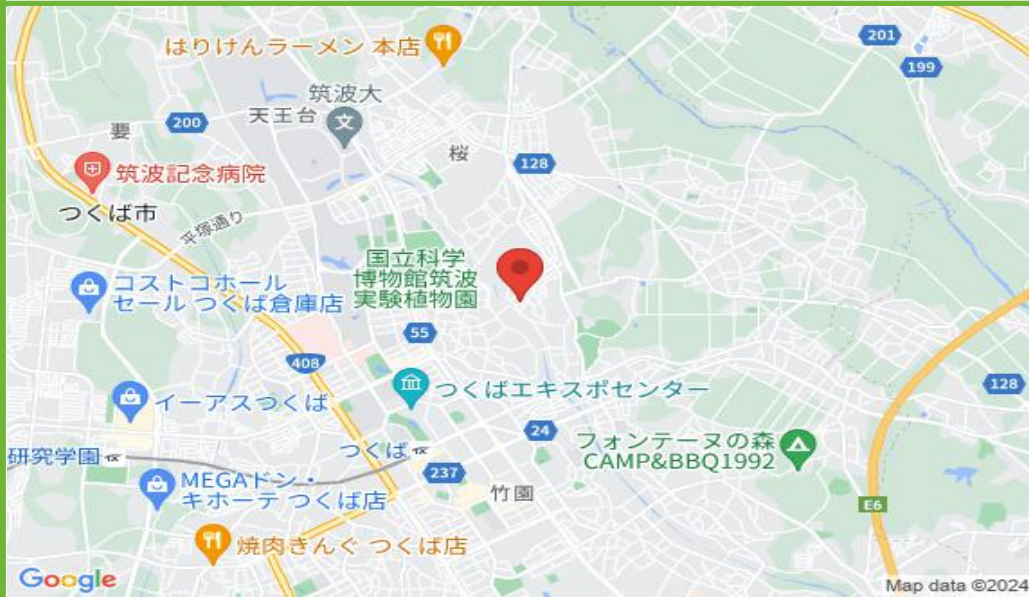 はりけんラーメン 本店
201
199
筑波大
天王台
200
要
桜
128
筑波記念病院
つくば市
平塚通り
国立科学
博物館筑波
実験植物園
コストコホール
セール つくば倉庫店
55
408
つくばエキスポセンター
128
イーアスつくば
24
フォンテーヌの森
CAMP&BBQ1992
つくば
研究学園
237
MEGAドン・
キホーテ つくば店
竹園
E6
焼肉きんぐ つくば店
Google
Map data ©2024